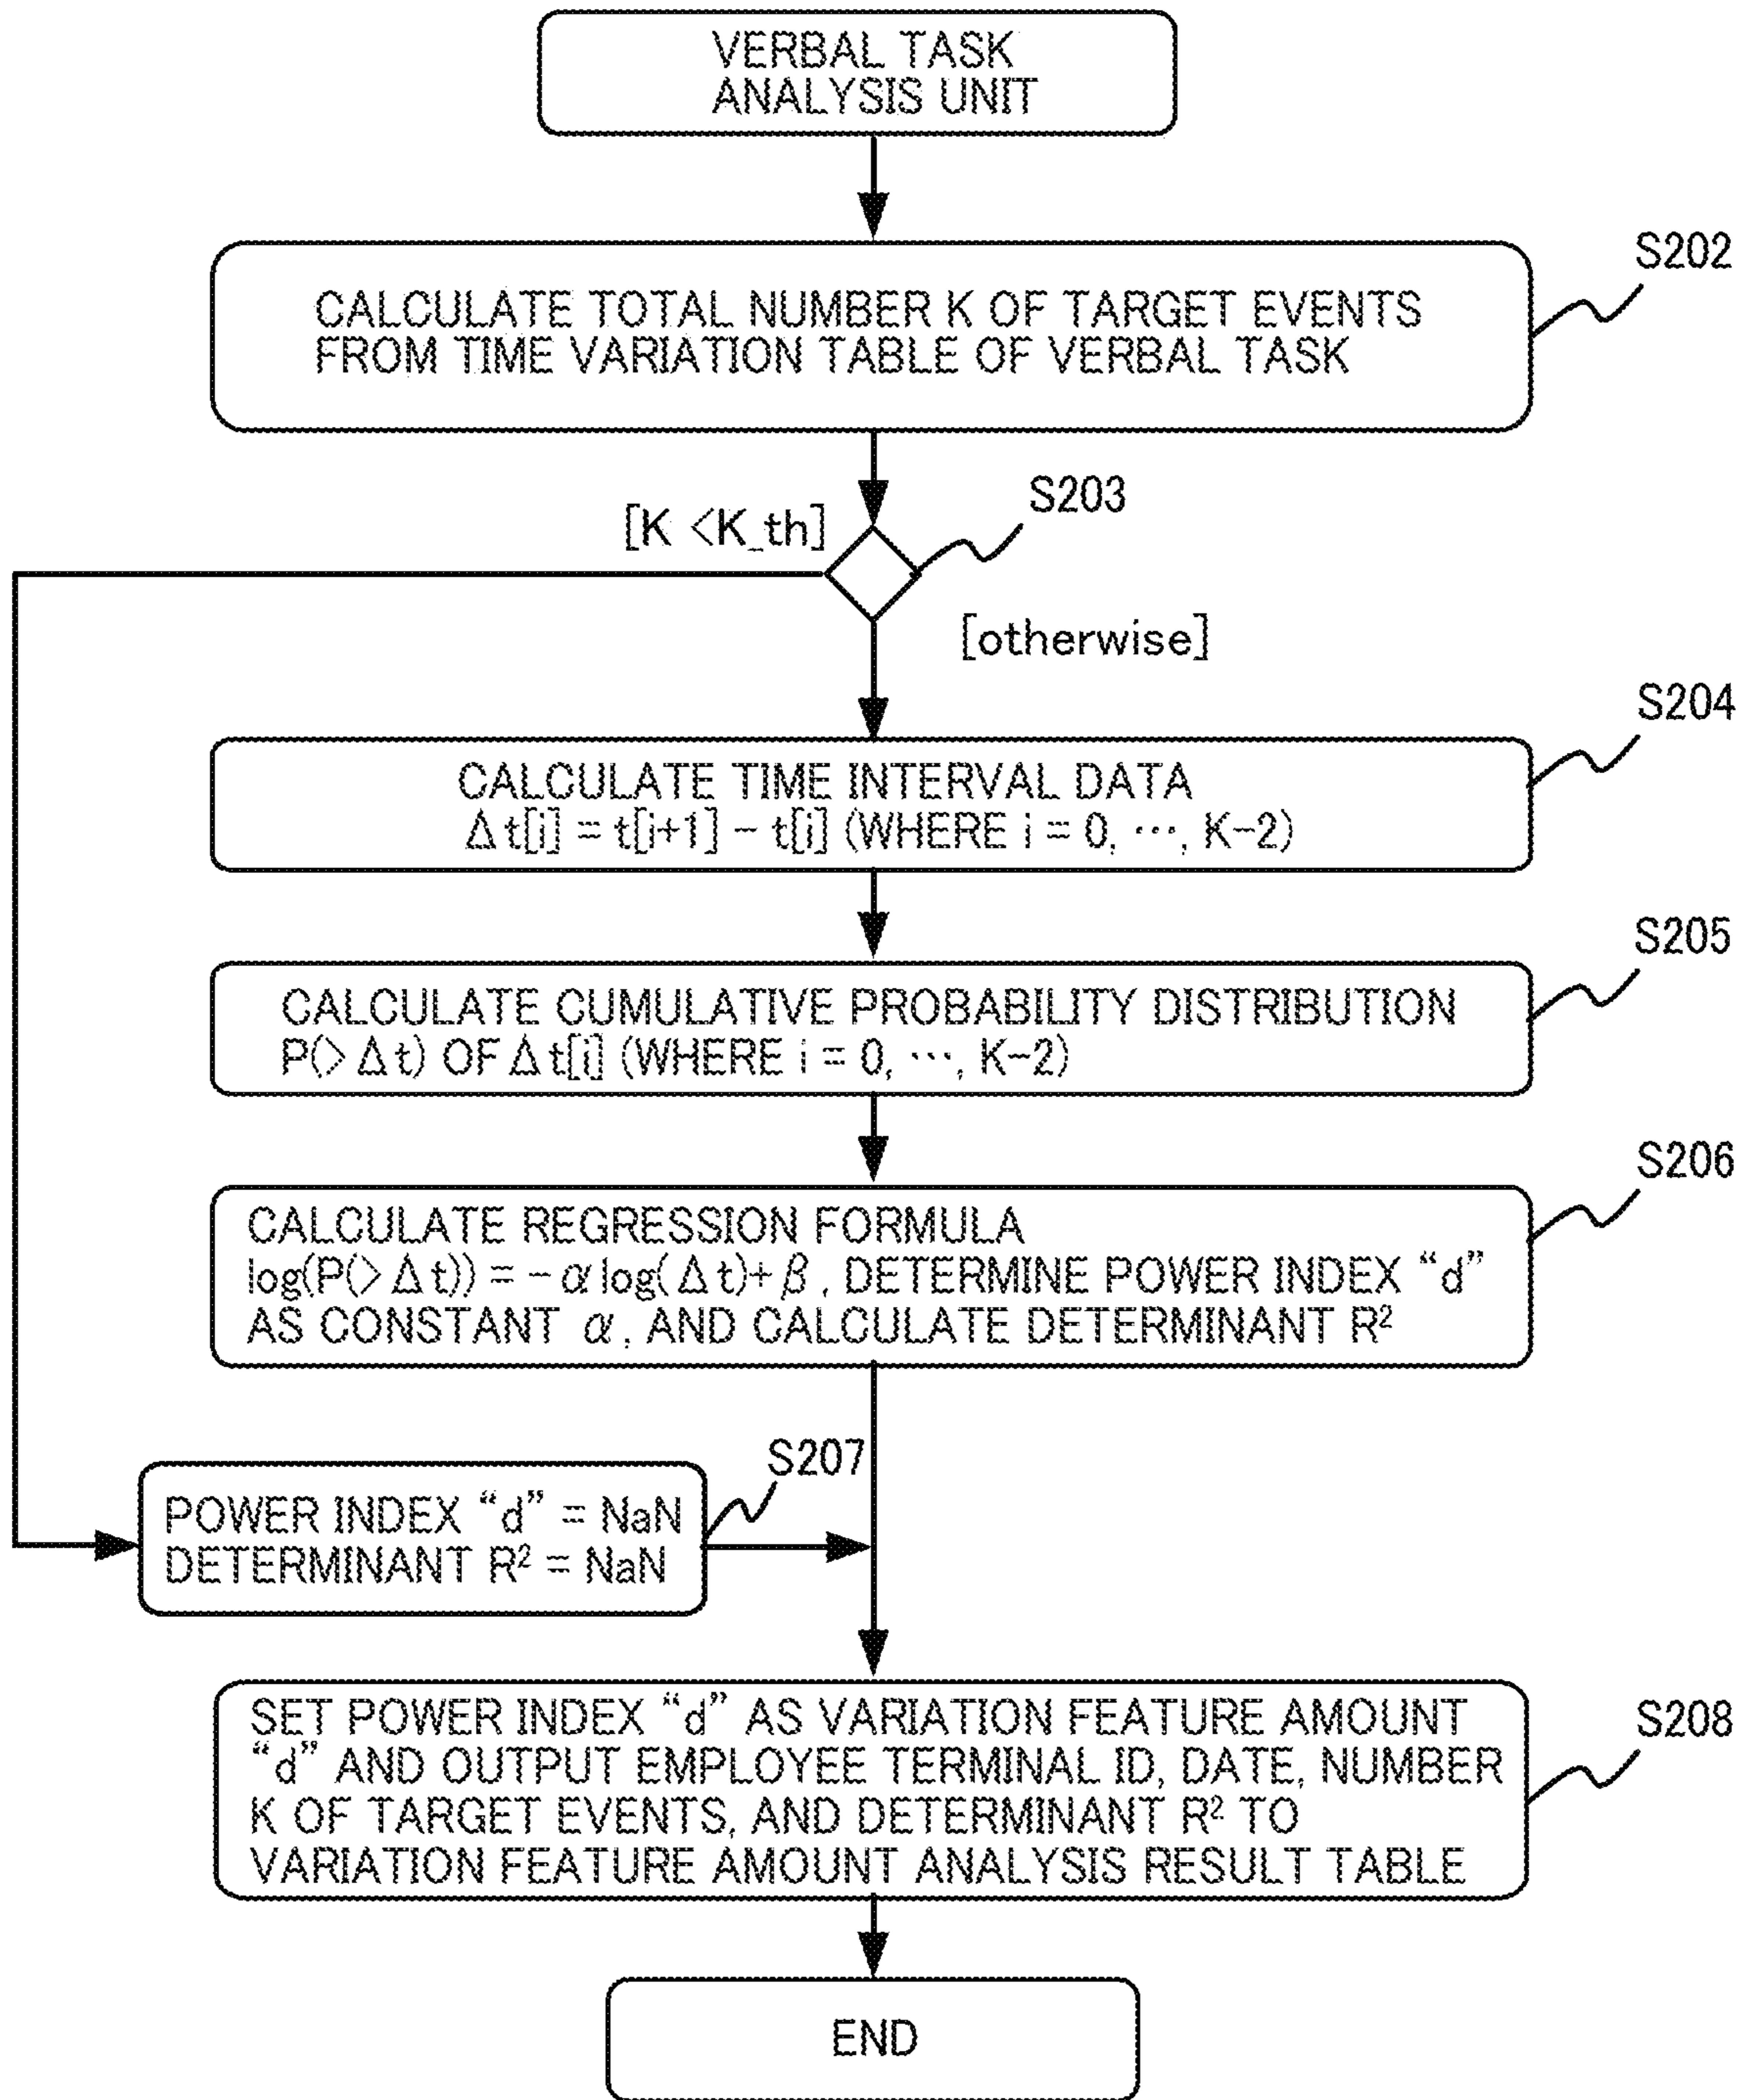 VERBAL TASK
ANALYSIS UNIT
S202
CALCULATE TOTAL NUMBER K OF TARGET EVENTS
FROM TIME VARIATION TABLE OF VERBAL TASK
S203
[K <K_th]
[otherwise]
S204
CALCULATE TIME INTERVAL DATA
Δt[i] = t[i+1] − t[i] (WHERE i = 0, ⋯, K−2)
S205
CALCULATE CUMULATIVE PROBABILITY DISTRIBUTION
P(>Δt) OF Δt[i] (WHERE i = 0, ⋯, K−2)
S206
CALCULATE REGRESSION FORMULA
log(P(>Δt)) = −α log(Δt)+β, DETERMINE POWER INDEX “d”
AS CONSTANT α, AND CALCULATE DETERMINANT R²
S207
POWER INDEX “d” = NaN
DETERMINANT R² = NaN
S208
SET POWER INDEX “d” AS VARIATION FEATURE AMOUNT
“d” AND OUTPUT EMPLOYEE TERMINAL ID, DATE, NUMBER
K OF TARGET EVENTS, AND DETERMINANT R² TO
VARIATION FEATURE AMOUNT ANALYSIS RESULT TABLE
END